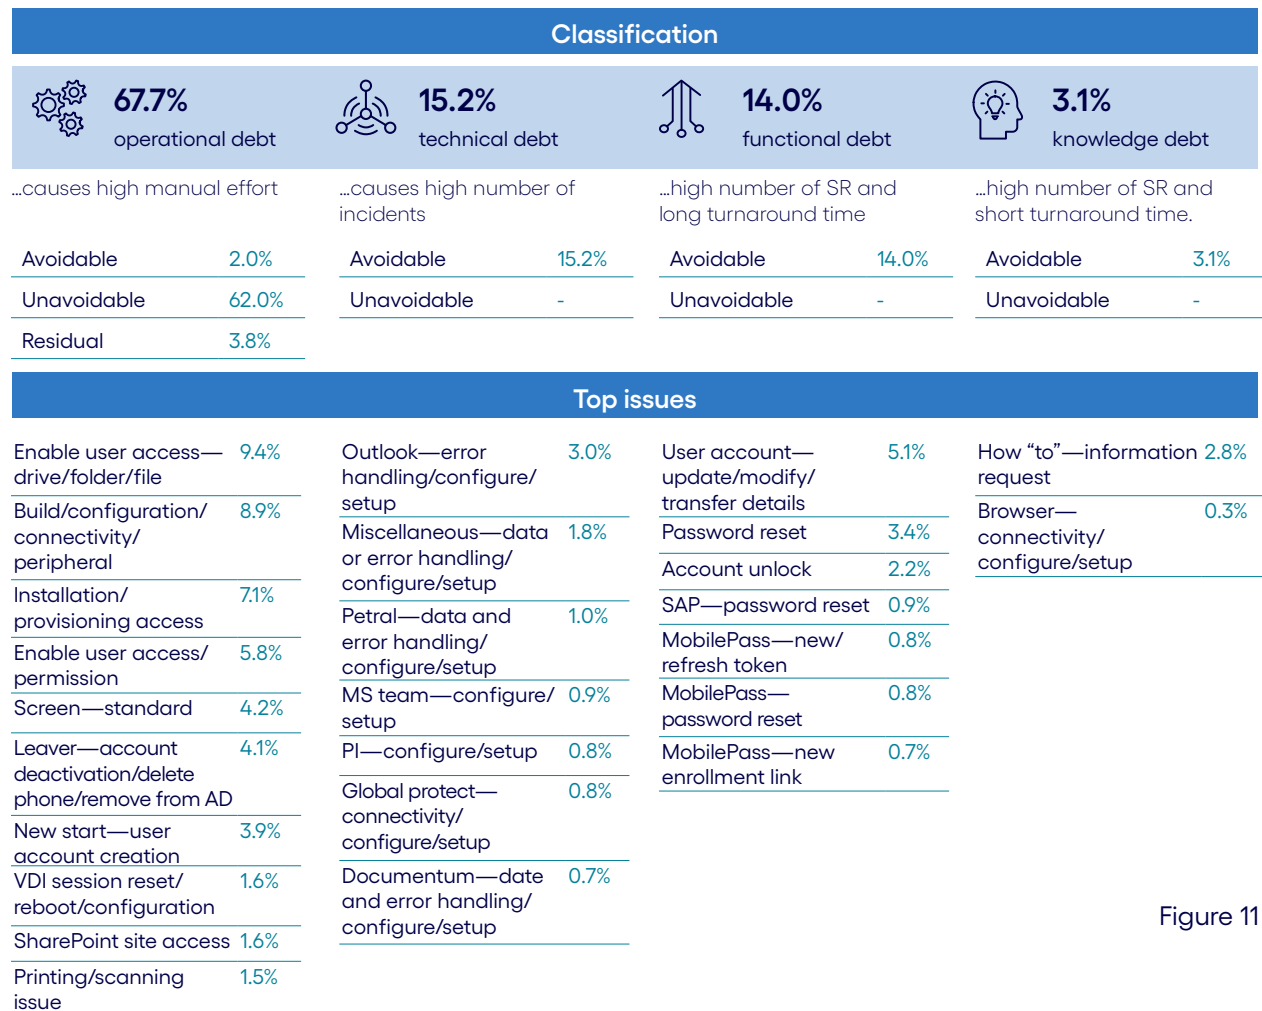 Classification
67.7%
operational debt
15.2%
technical debt
14.0%
functional debt
3.1%
knowledge debt
...causes high manual effort
...causes high number of
incidents
...high number of SR and
long turnaround time
...high number of SR and
short turnaround time.
Avoidable 2.0%
Unavoidable 62.0%
Residual 3.8%
Avoidable 15.2%
Unavoidable -
Avoidable 14.0%
Unavoidable -
Avoidable 3.1%
Unavoidable -
Top issues
Enable user access— 9.4%
drive/folder/file
Build/configuration/ 8.9%
connectivity/
peripheral
Installation/ 7.1%
provisioning access
Enable user access/ 5.8%
permission
Screen—standard 4.2%
Leaver—account 4.1%
deactivation/delete
phone/remove from AD
New start—user 3.9%
account creation
VDI session reset/ 1.6%
reboot/configuration
SharePoint site access 1.6%
Printing/scanning 1.5%
issue
Outlook—error 3.0%
handling/configure/
setup
Miscellaneous—data 1.8%
or error handling/
configure/setup
Petral—data and 1.0%
error handling/
configure/setup
MS team—configure/ 0.9%
setup
PI—configure/setup 0.8%
Global protect— 0.8%
connectivity/
configure/setup
Documentum—date 0.7%
and error handling/
configure/setup
User account— 5.1%
update/modify/
transfer details
Password reset 3.4%
Account unlock 2.2%
SAP—password reset 0.9%
MobilePass—new/ 0.8%
refresh token
MobilePass— 0.8%
password reset
MobilePass—new 0.7%
enrollment link
How “to”—information 2.8%
request
Browser— 0.3%
connectivity/
configure/setup
Figure 11